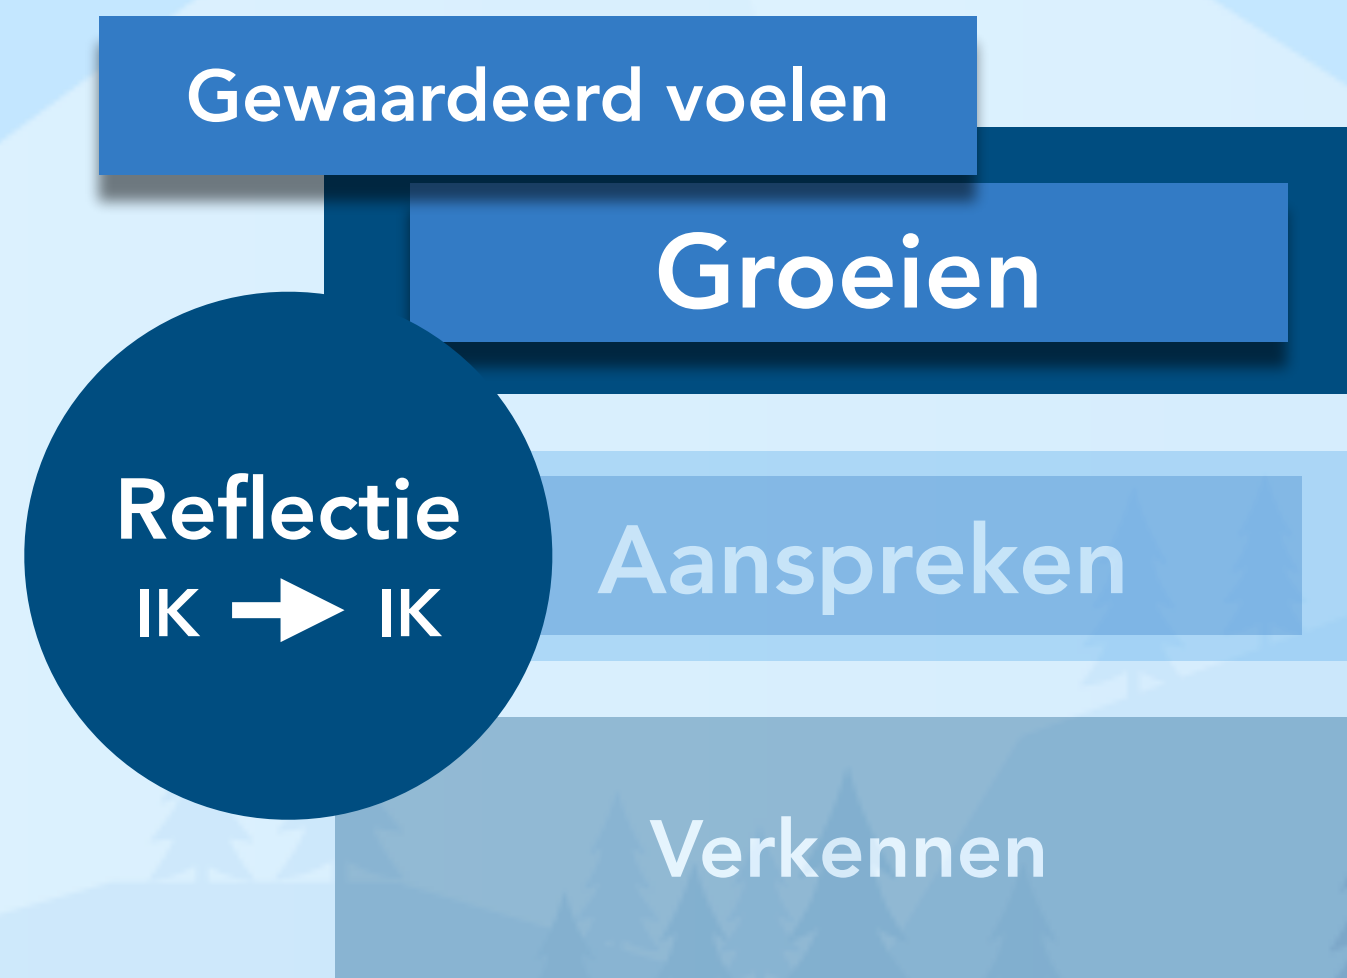 Gewaardeerd voelen
Groeien
Reflectie
IK → IK
Aanspreken
Verkennen